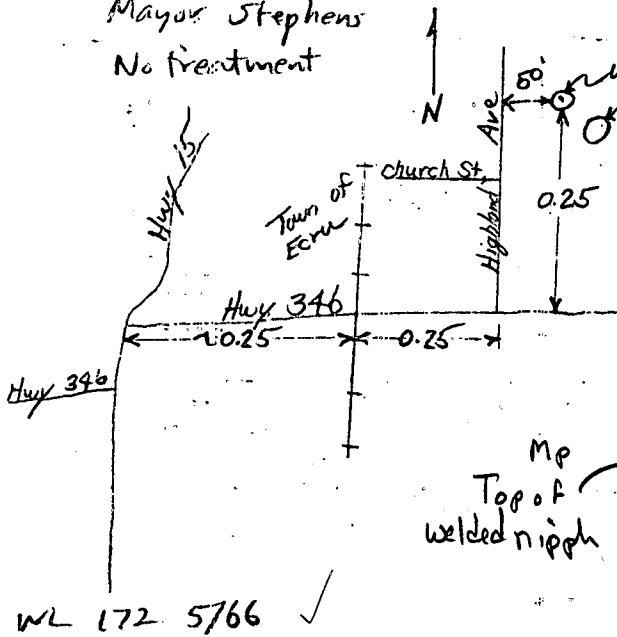 Mayor Stephens
No treatment
N
50'
Hwy 15
Church St.
Highland Ave
Town of
Ecru
0.25
Hwy 346
0.25
0.25
Hwy 346
MP
Top of
welded nipple
WL 172 5/66 ✓